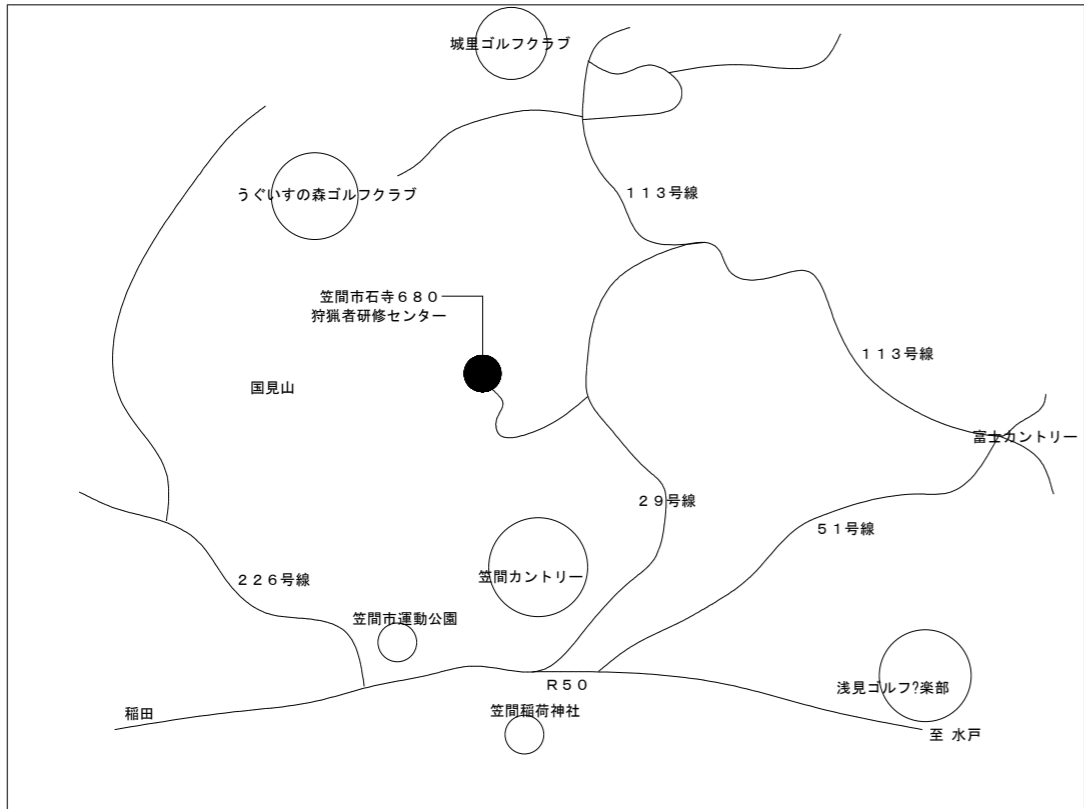 城里ゴルフクラブ
うぐいすの森ゴルフクラブ
１１３号線
笠間市石寺６８０
狩猟者研修センター
１１３号線
国見山
富士カントリー
２９号線
５１号線
２２６号線
笠間カントリー
笠間市運動公園
Ｒ５０
浅見ゴルフ?楽部
稲田
笠間稲荷神社
至 水戸